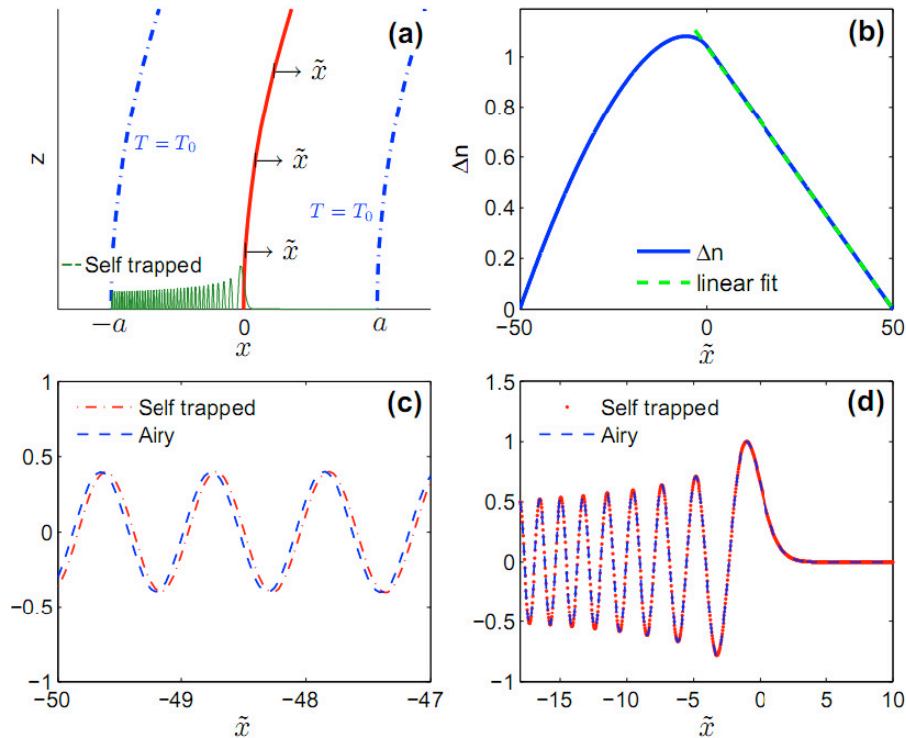 (a)
x̃
T = T₀
x̃
T = T₀
x̃
Self trapped
z
−a 0 a
x
(b)
1
0.8
0.6
0.4
0.2
0
Δn
Δn
linear fit
−50 0 50
x̃
(c)
1
0.5
0
−0.5
−1
Self trapped
Airy
−50 −49 −48 −47
x̃
(d)
1.5
1
0.5
0
−0.5
−1
Self trapped
Airy
−15 −10 −5 0 5 10
x̃